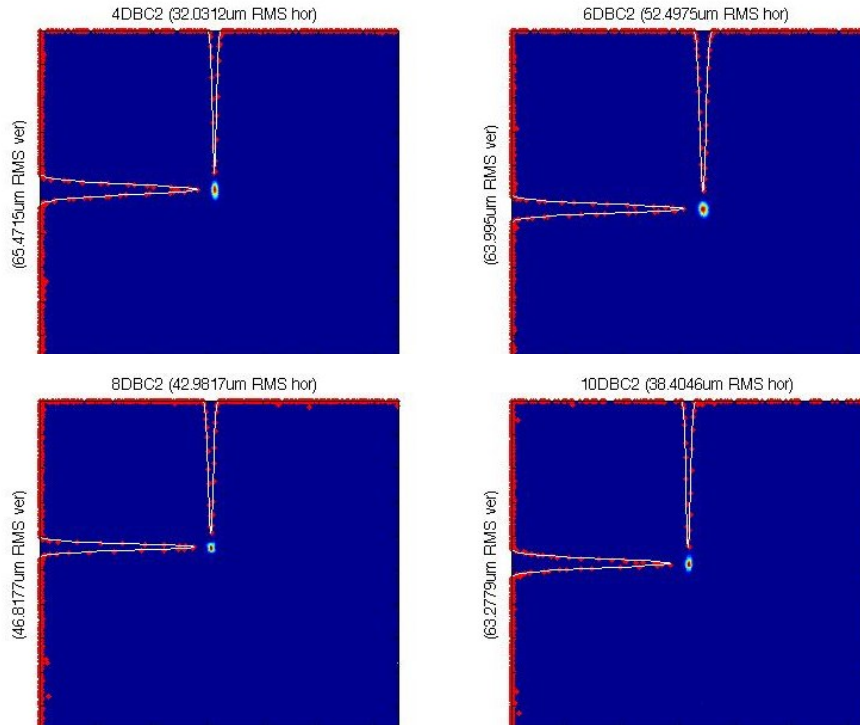 4DBC2 (32.0312um RMS hor)
(65.4715um RMS ver)
6DBC2 (52.4975um RMS hor)
(63.995um RMS ver)
8DBC2 (42.9817um RMS hor)
(46.8177um RMS ver)
10DBC2 (38.4046um RMS hor)
(63.2779um RMS ver)